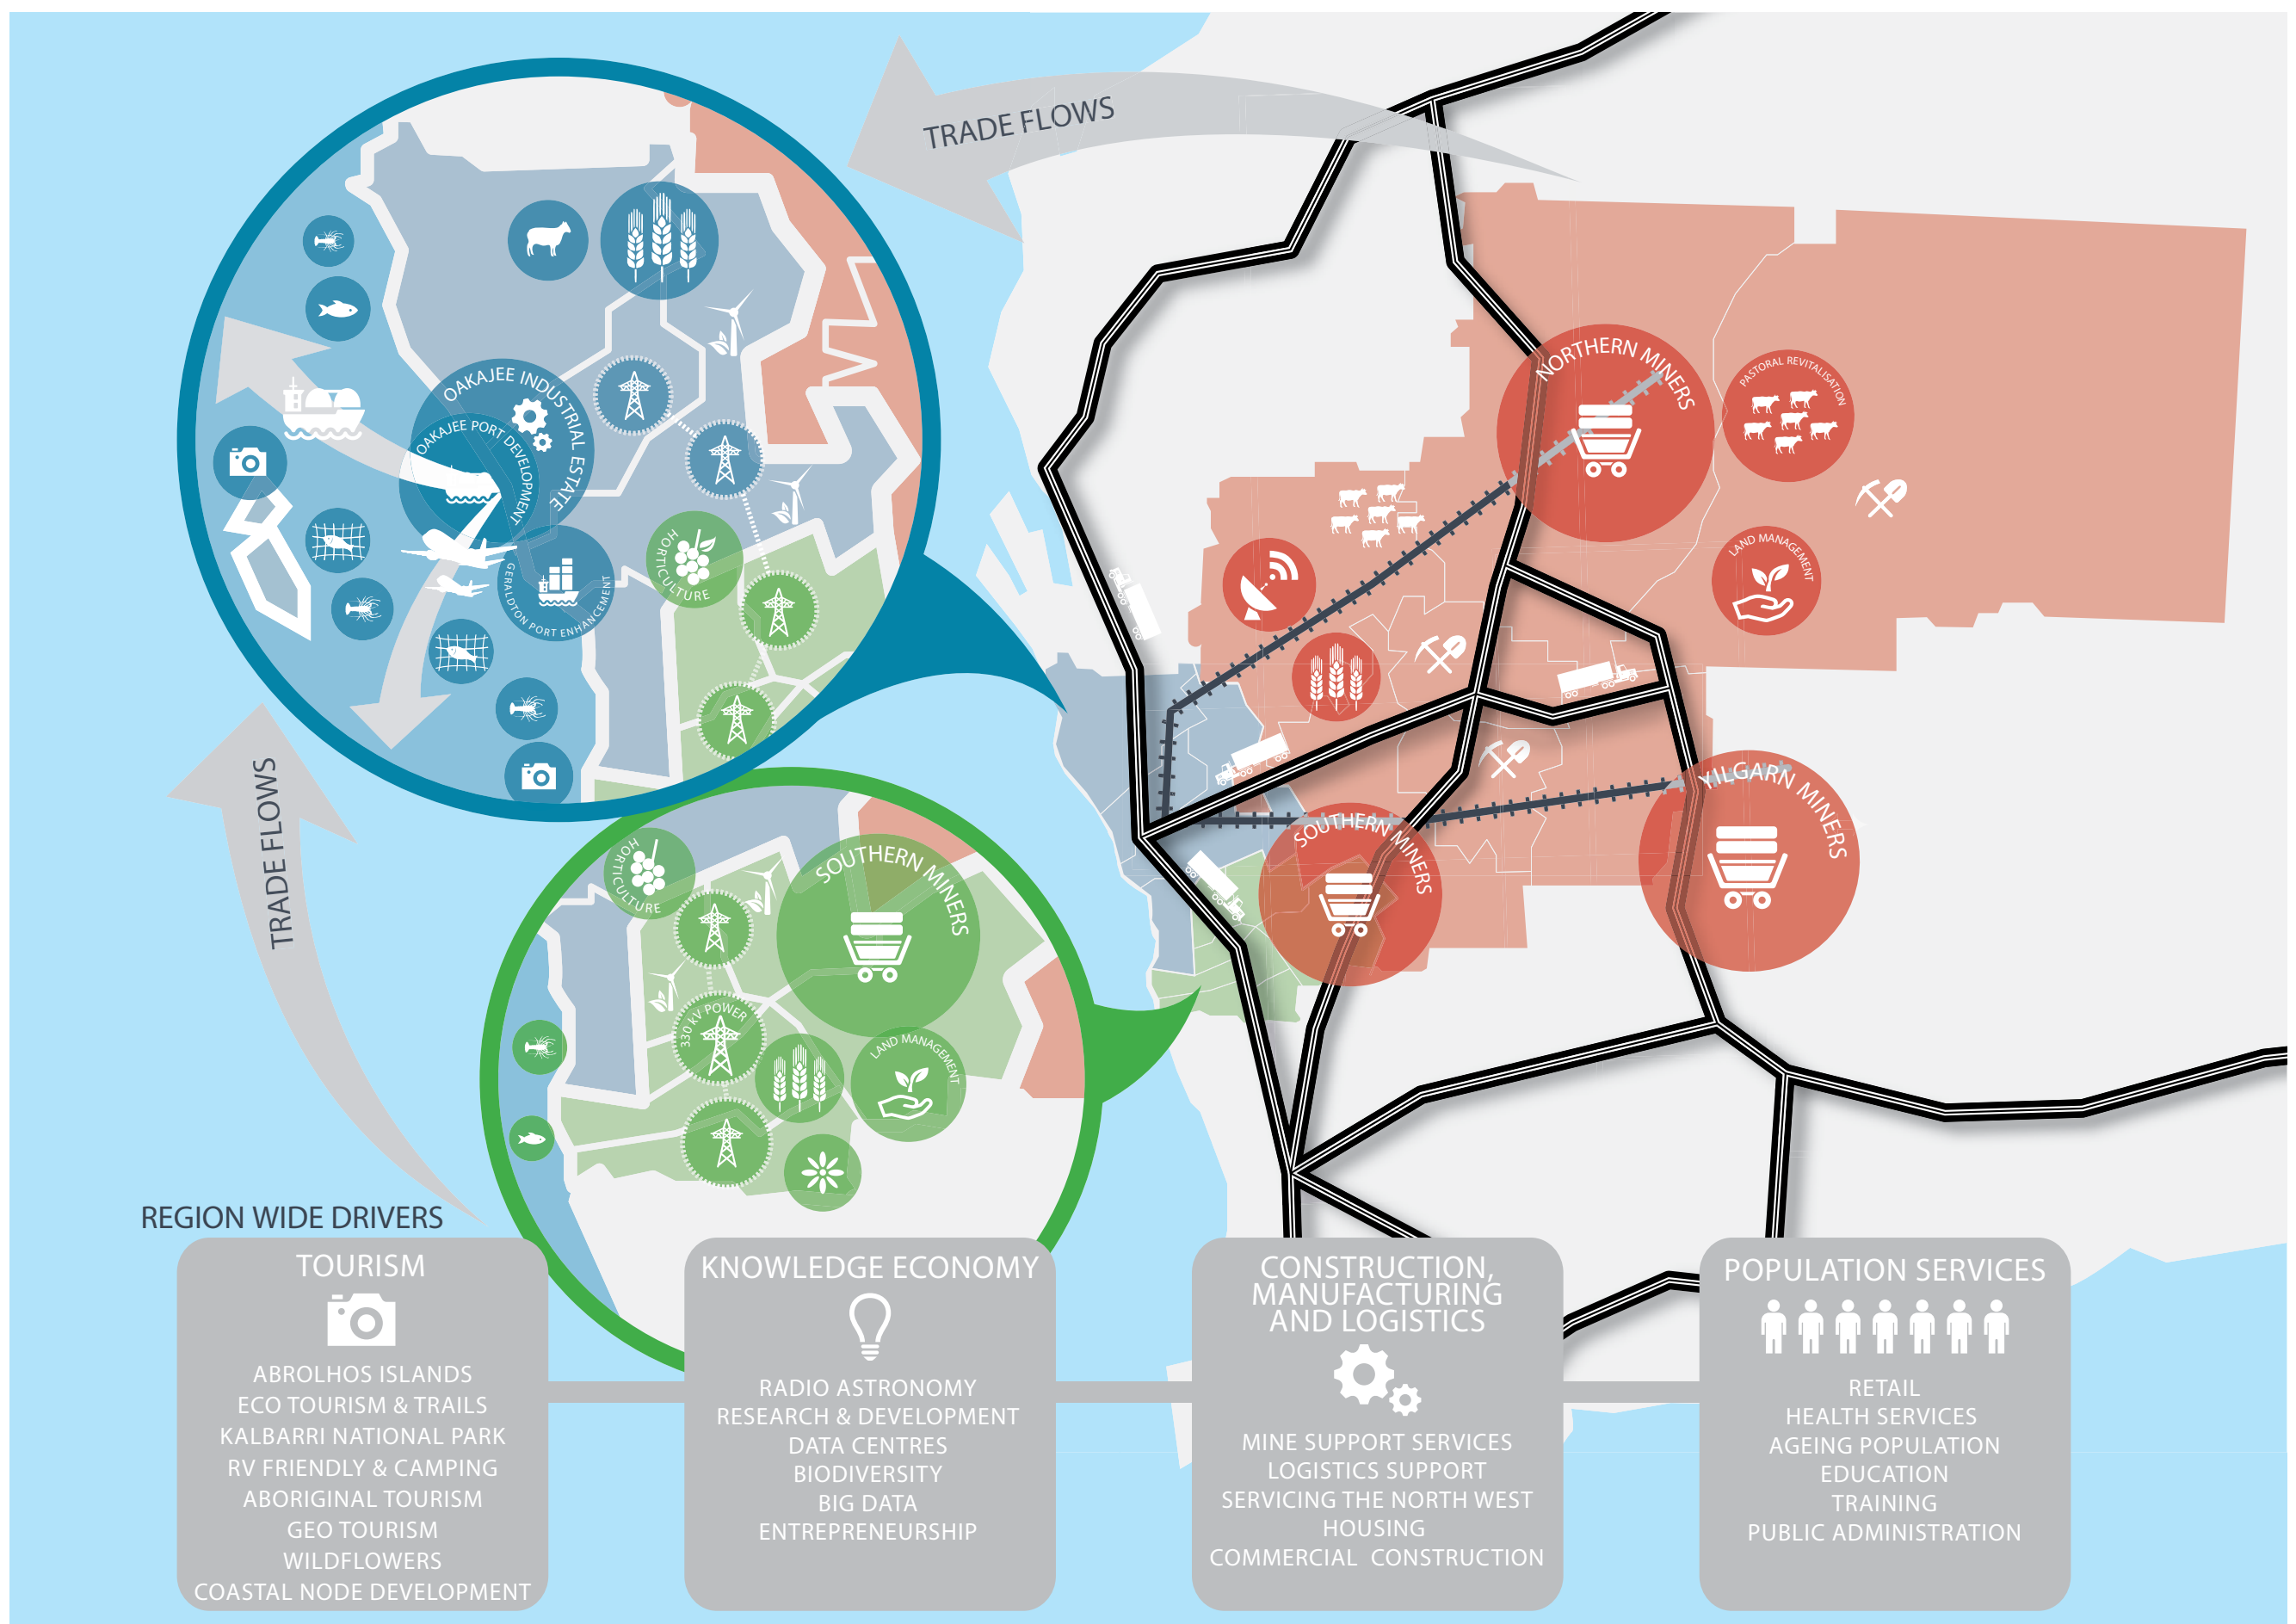 TRADE FLOWS
OAKAJEE INDUSTRIAL ESTATE
OAKAJEE PORT DEVELOPMENT
GERALDTON PORT ENHANCEMENT
HORTICULTURE
NORTHERN MINERS
PASTORAL REVITALISATION
LAND MANAGEMENT
YILGARN MINERS
SOUTHERN MINERS
TRADE FLOWS
HORTICULTURE
SOUTHERN MINERS
330 kV POWER
LAND MANAGEMENT
REGION WIDE DRIVERS
TOURISM
ABROLHOS ISLANDS
ECO TOURISM & TRAILS
KALBARRI NATIONAL PARK
RV FRIENDLY & CAMPING
ABORIGINAL TOURISM
GEO TOURISM
WILDFLOWERS
COASTAL NODE DEVELOPMENT
KNOWLEDGE ECONOMY
RADIO ASTRONOMY
RESEARCH & DEVELOPMENT
DATA CENTRES
BIODIVERSITY
BIG DATA
ENTREPRENEURSHIP
CONSTRUCTION,
MANUFACTURING
AND LOGISTICS
MINE SUPPORT SERVICES
LOGISTICS SUPPORT
SERVICING THE NORTH WEST
HOUSING
COMMERCIAL CONSTRUCTION
POPULATION SERVICES
RETAIL
HEALTH SERVICES
AGEING POPULATION
EDUCATION
TRAINING
PUBLIC ADMINISTRATION